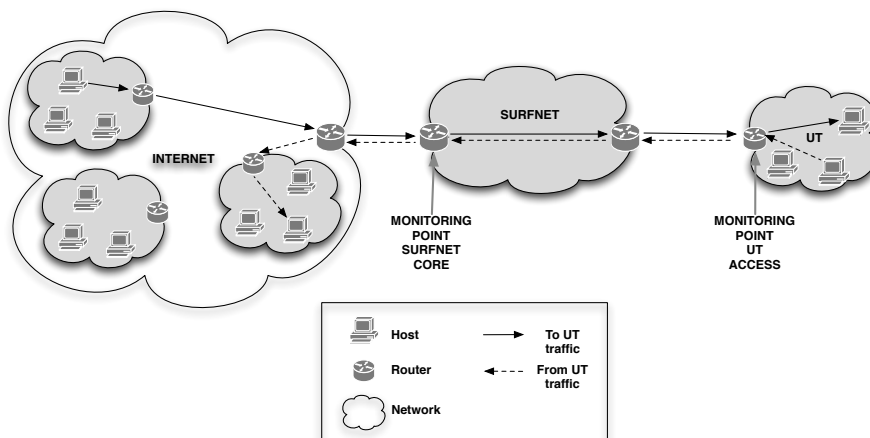 SURFNET
UT
INTERNET
MONITORING
POINT
SURFNET
CORE
MONITORING
POINT
UT
ACCESS
Host
To UT
traffic
Router
From UT
traffic
Network